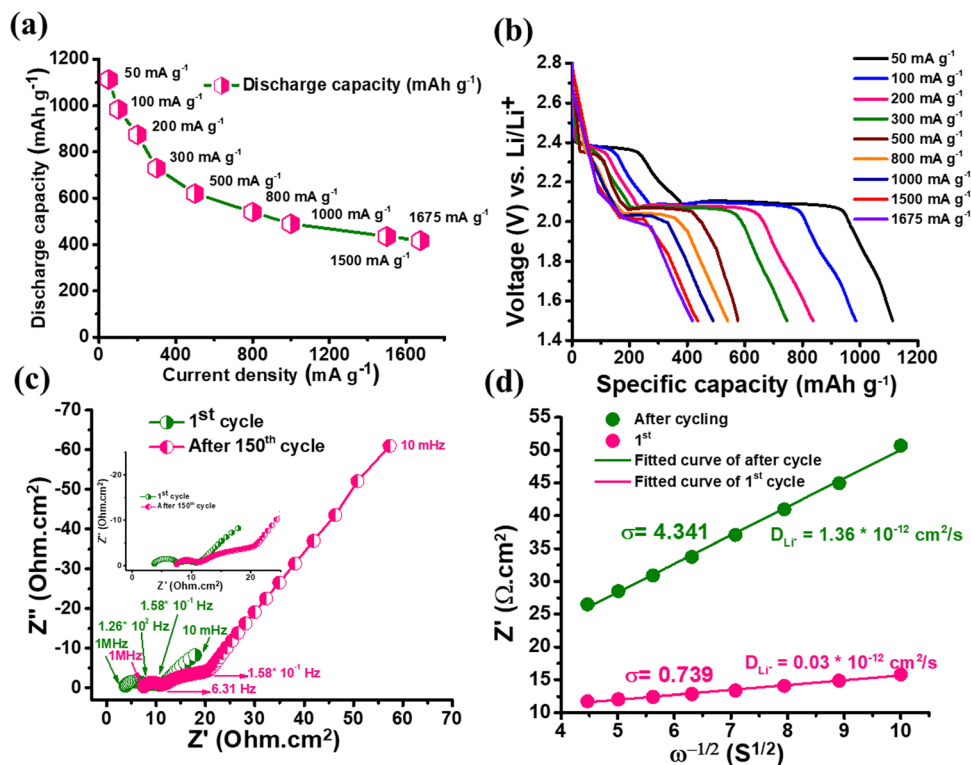 (a)
1200
1000
800
600
400
200
0
0 400 800 1200 1600
Discharge capacity (mAh g-1)
Current density (mA g-1)
Discharge capacity (mAh g-1)
50 mA g-1
100 mA g-1
200 mA g-1
300 mA g-1
500 mA g-1
800 mA g-1
1000 mA g-1
1500 mA g-1
1675 mA g-1
(b)
2.8
2.6
2.4
2.2
2.0
1.8
1.6
1.4
0 200 400 600 800 1000 1200
Voltage (V) vs. Li/Li+
Specific capacity (mAh g-1)
50 mA g-1
100 mA g-1
200 mA g-1
300 mA g-1
500 mA g-1
800 mA g-1
1000 mA g-1
1500 mA g-1
1675 mA g-1
(c)
-70
-60
-50
-40
-30
-20
-10
0
0 10 20 30 40 50 60 70
Z'' (Ohm.cm2)
Z' (Ohm.cm2)
1st cycle
After 150th cycle
10 mHz
-20
-10
0
0 10 20
Z'' (Ohm.cm2)
Z' (Ohm.cm2)
1st cycle
After 150th cycle
1.58* 10-1 Hz
1.26* 102 Hz
10 mHz
1MHz
1MHz
1.58* 10-1 Hz
6.31 Hz
(d)
55
50
45
40
35
30
25
20
15
10
4 5 6 7 8 9 10
Z' (Ω.cm2)
ω−1/2 (S1/2)
After cycling
1st
Fitted curve of after cycle
Fitted curve of 1st cycle
σ= 4.341
DLi- = 1.36 * 10-12 cm2/s
σ= 0.739
DLi- = 0.03 * 10-12 cm2/s